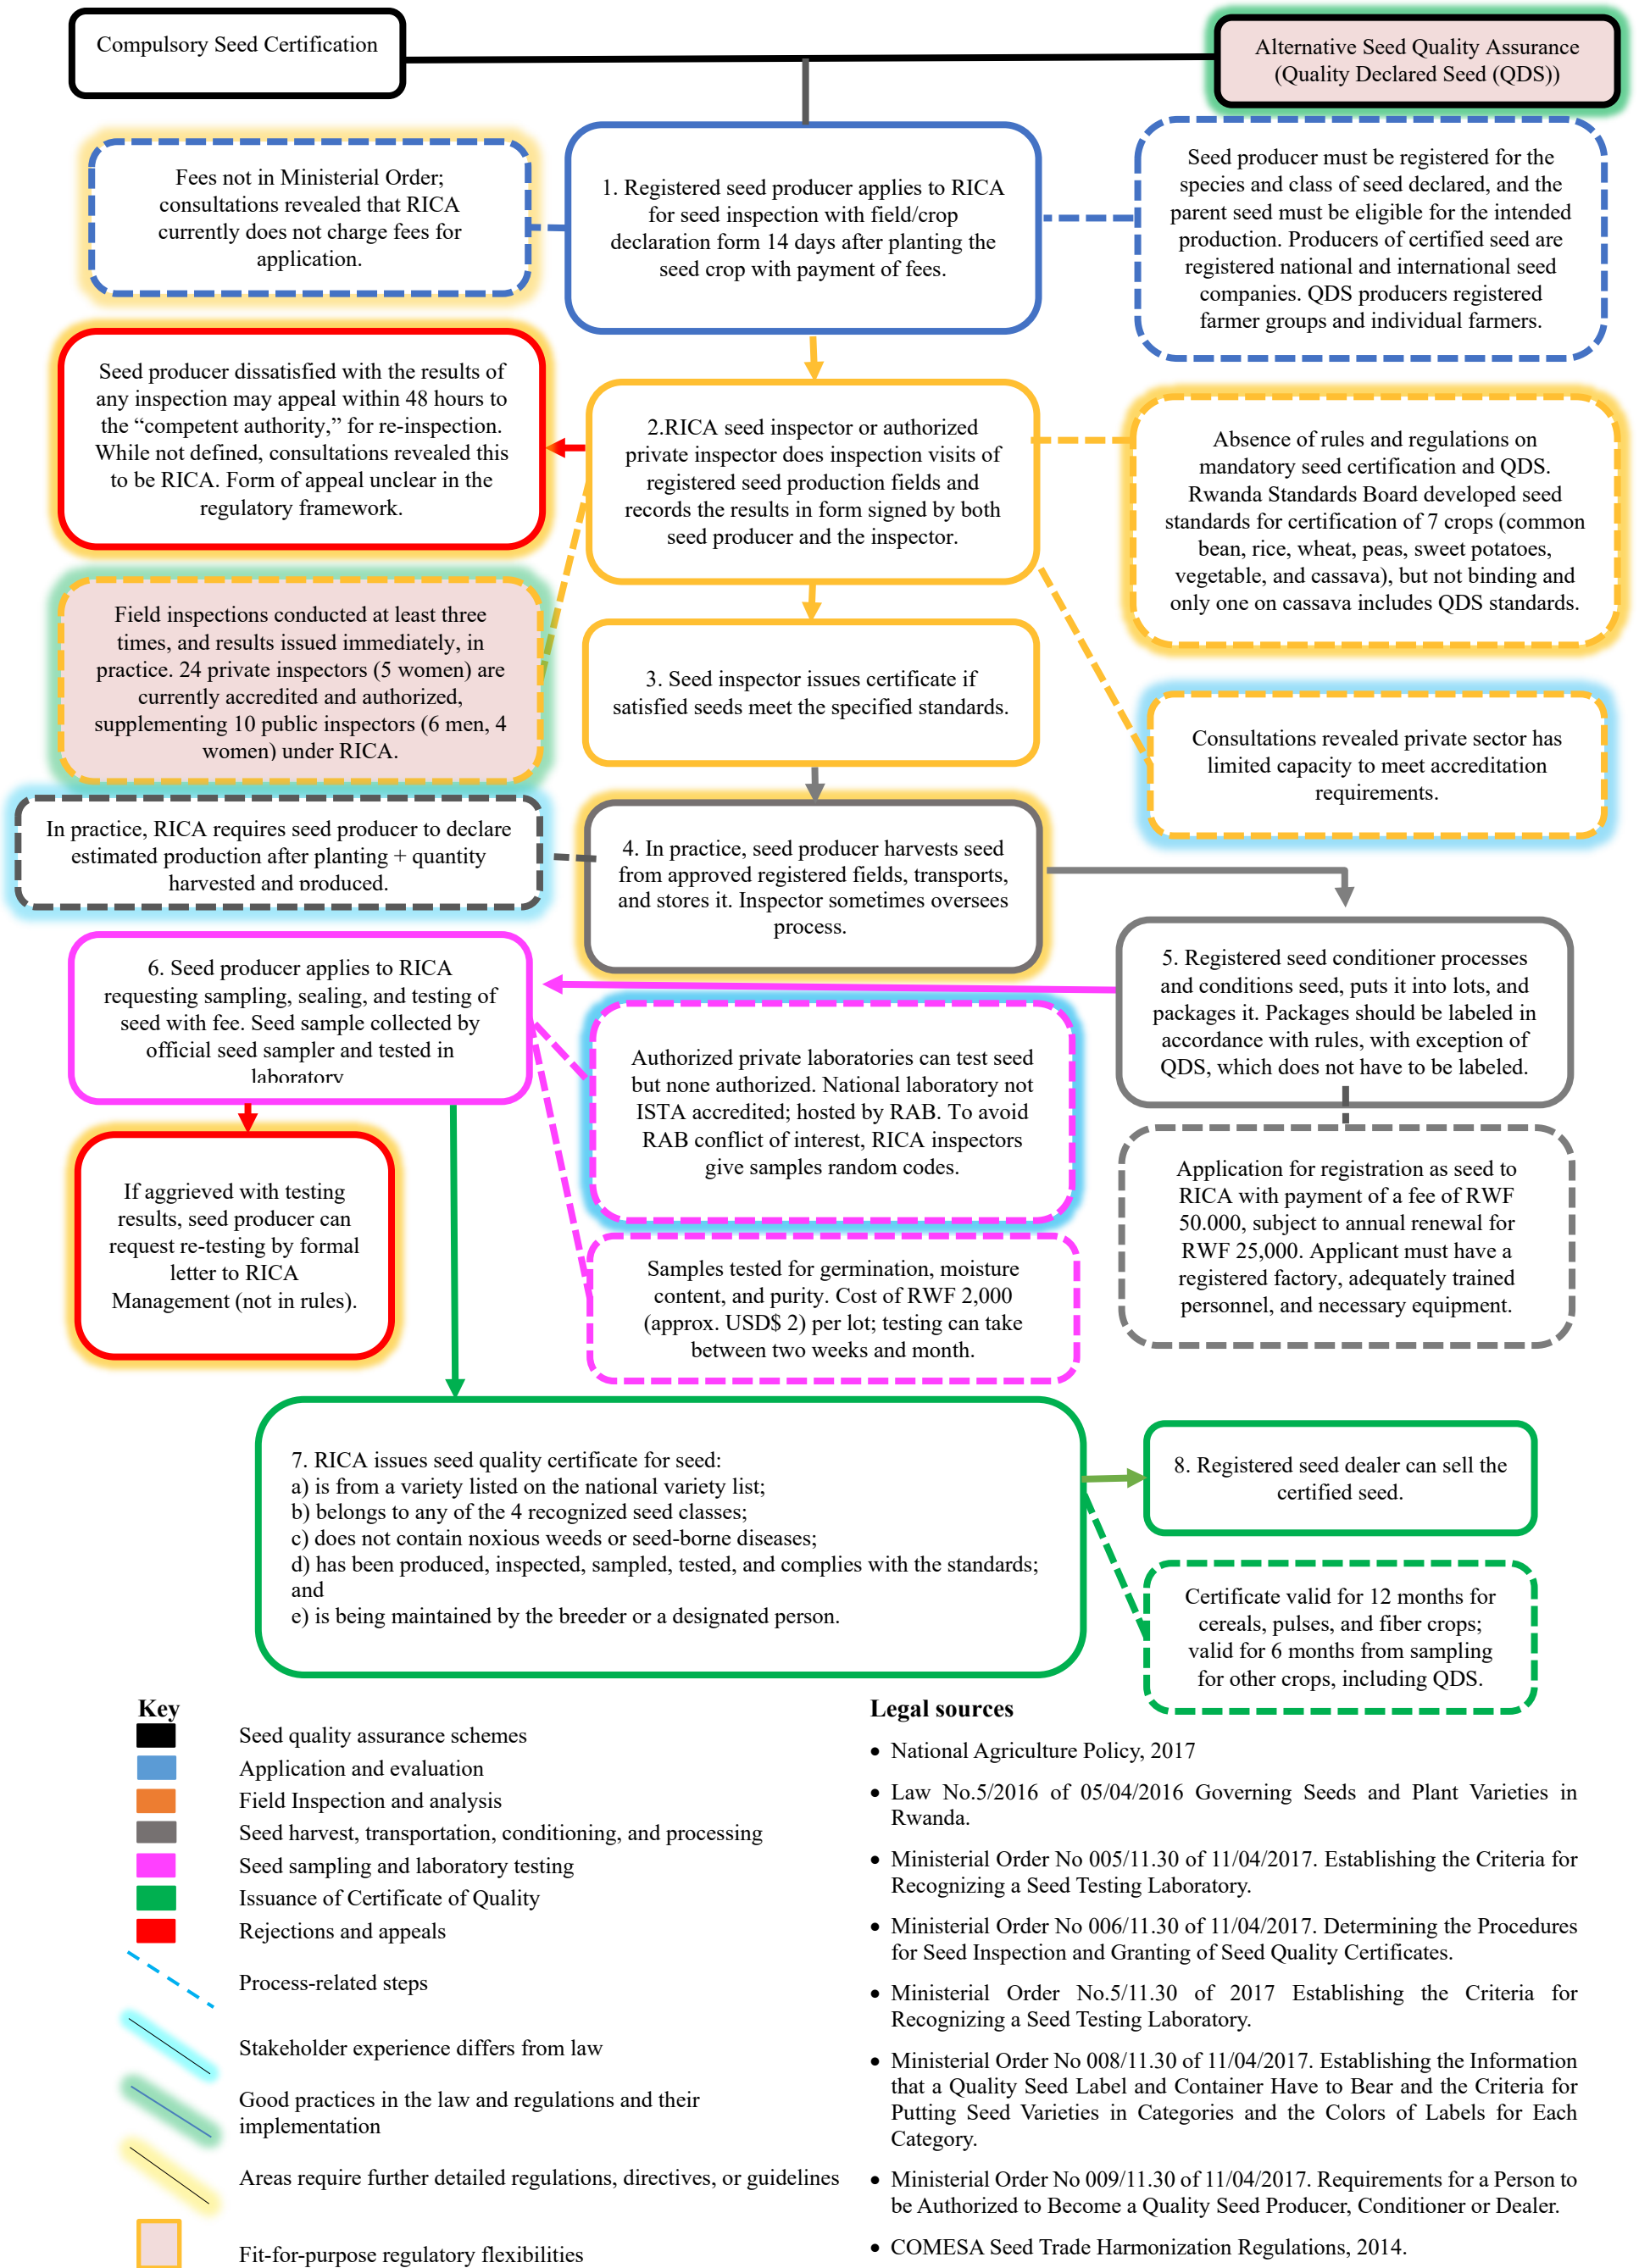 Compulsory Seed Certification
Alternative Seed Quality Assurance
(Quality Declared Seed (QDS))
Fees not in Ministerial Order;
consultations revealed that RICA
currently does not charge fees for
application.
1. Registered seed producer applies to RICA
for seed inspection with field/crop
declaration form 14 days after planting the
seed crop with payment of fees.
Seed producer must be registered for the
species and class of seed declared, and the
parent seed must be eligible for the intended
production. Producers of certified seed are
registered national and international seed
companies. QDS producers registered
farmer groups and individual farmers.
Seed producer dissatisfied with the results of
any inspection may appeal within 48 hours to
the “competent authority,” for re-inspection.
While not defined, consultations revealed this
to be RICA. Form of appeal unclear in the
regulatory framework.
2.RICA seed inspector or authorized
private inspector does inspection visits of
registered seed production fields and
records the results in form signed by both
seed producer and the inspector.
Absence of rules and regulations on
mandatory seed certification and QDS.
Rwanda Standards Board developed seed
standards for certification of 7 crops (common
bean, rice, wheat, peas, sweet potatoes,
vegetable, and cassava), but not binding and
only one on cassava includes QDS standards.
Field inspections conducted at least three
times, and results issued immediately, in
practice. 24 private inspectors (5 women) are
currently accredited and authorized,
supplementing 10 public inspectors (6 men, 4
women) under RICA.
3. Seed inspector issues certificate if
satisfied seeds meet the specified standards.
Consultations revealed private sector has
limited capacity to meet accreditation
requirements.
In practice, RICA requires seed producer to declare
estimated production after planting + quantity
harvested and produced.
4. In practice, seed producer harvests seed
from approved registered fields, transports,
and stores it. Inspector sometimes oversees
process.
5. Registered seed conditioner processes
and conditions seed, puts it into lots, and
packages it. Packages should be labeled in
accordance with rules, with exception of
QDS, which does not have to be labeled.
6. Seed producer applies to RICA
requesting sampling, sealing, and testing of
seed with fee. Seed sample collected by
official seed sampler and tested in
laboratory
Authorized private laboratories can test seed
but none authorized. National laboratory not
ISTA accredited; hosted by RAB. To avoid
RAB conflict of interest, RICA inspectors
give samples random codes.
Application for registration as seed to
RICA with payment of a fee of RWF
50.000, subject to annual renewal for
RWF 25,000. Applicant must have a
registered factory, adequately trained
personnel, and necessary equipment.
If aggrieved with testing
results, seed producer can
request re-testing by formal
letter to RICA
Management (not in rules).
Samples tested for germination, moisture
content, and purity. Cost of RWF 2,000
(approx. USD$ 2) per lot; testing can take
between two weeks and month.
7. RICA issues seed quality certificate for seed:
a) is from a variety listed on the national variety list;
b) belongs to any of the 4 recognized seed classes;
c) does not contain noxious weeds or seed-borne diseases;
d) has been produced, inspected, sampled, tested, and complies with the standards;
and
e) is being maintained by the breeder or a designated person.
8. Registered seed dealer can sell the
certified seed.
Certificate valid for 12 months for
cereals, pulses, and fiber crops;
valid for 6 months from sampling
for other crops, including QDS.
Key
Seed quality assurance schemes
Application and evaluation
Field Inspection and analysis
Seed harvest, transportation, conditioning, and processing
Seed sampling and laboratory testing
Issuance of Certificate of Quality
Rejections and appeals
Process-related steps
Stakeholder experience differs from law
Good practices in the law and regulations and their
implementation
Areas require further detailed regulations, directives, or guidelines
Fit-for-purpose regulatory flexibilities
Legal sources
• National Agriculture Policy, 2017
• Law No.5/2016 of 05/04/2016 Governing Seeds and Plant Varieties in
Rwanda.
• Ministerial Order No 005/11.30 of 11/04/2017. Establishing the Criteria for
Recognizing a Seed Testing Laboratory.
• Ministerial Order No 006/11.30 of 11/04/2017. Determining the Procedures
for Seed Inspection and Granting of Seed Quality Certificates.
• Ministerial Order No.5/11.30 of 2017 Establishing the Criteria for
Recognizing a Seed Testing Laboratory.
• Ministerial Order No 008/11.30 of 11/04/2017. Establishing the Information
that a Quality Seed Label and Container Have to Bear and the Criteria for
Putting Seed Varieties in Categories and the Colors of Labels for Each
Category.
• Ministerial Order No 009/11.30 of 11/04/2017. Requirements for a Person to
be Authorized to Become a Quality Seed Producer, Conditioner or Dealer.
• COMESA Seed Trade Harmonization Regulations, 2014.